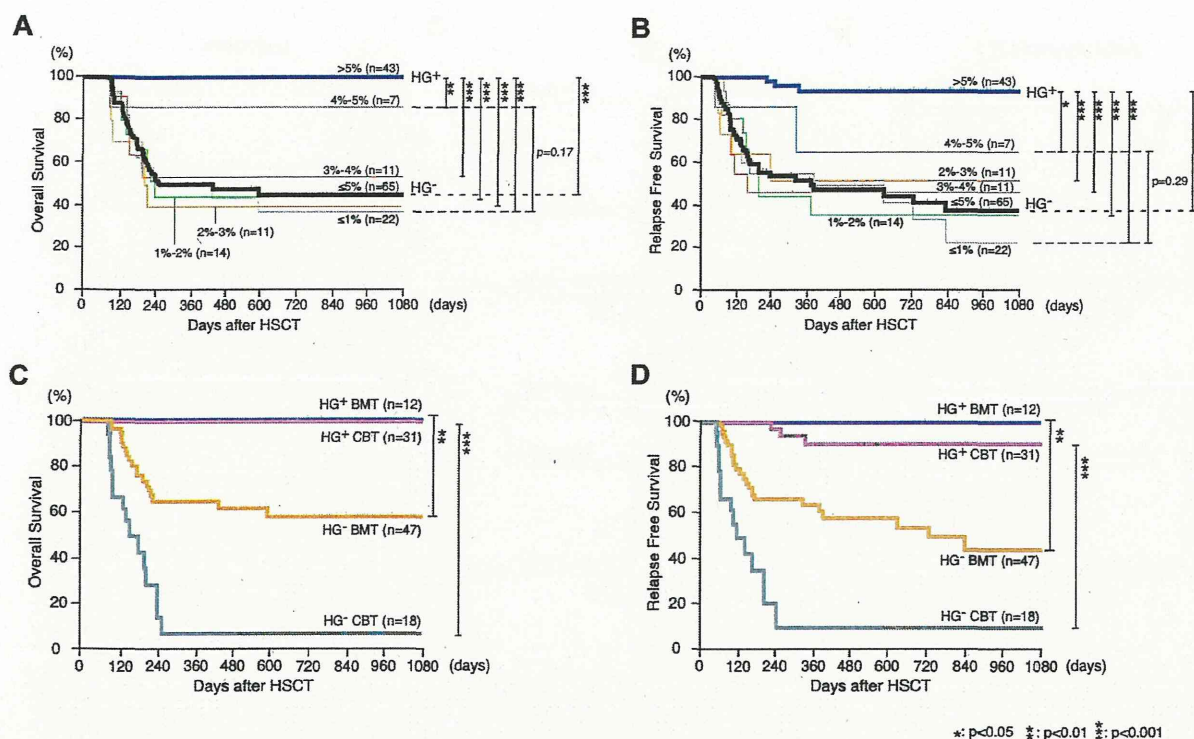 A
(%)
100
80
60
40
20
0
Overall Survival
>5% (n=43)
HG+
4%-5% (n=7)
3%-4% (n=11)
≤5% (n=65)
HG-
≤1% (n=22)
2%-3% (n=11)
1%-2% (n=14)
**
***
***
***
***
p=0.17
***
0 120 240 360 480 600 720 840 960 1080 (days)
Days after HSCT
B
(%)
100
80
60
40
20
0
Relapse Free Survival
>5% (n=43)
HG+
4%-5% (n=7)
2%-3% (n=11)
3%-4% (n=11)
≤5% (n=65)
HG-
1%-2% (n=14)
≤1% (n=22)
*
***
***
***
***
p=0.29
0 120 240 360 480 600 720 840 960 1080 (days)
Days after HSCT
C
(%)
100
80
60
40
20
0
Overall Survival
HG+ BMT (n=12)
HG+ CBT (n=31)
HG- BMT (n=47)
HG- CBT (n=18)
**
***
0 120 240 360 480 600 720 840 960 1080 (days)
Days after HSCT
D
(%)
100
80
60
40
20
0
Relapse Free Survival
HG+ BMT (n=12)
HG+ CBT (n=31)
HG- BMT (n=47)
HG- CBT (n=18)
**
***
0 120 240 360 480 600 720 840 960 1080 (days)
Days after HSCT
*: p<0.05 **: p<0.01 ***: p<0.001